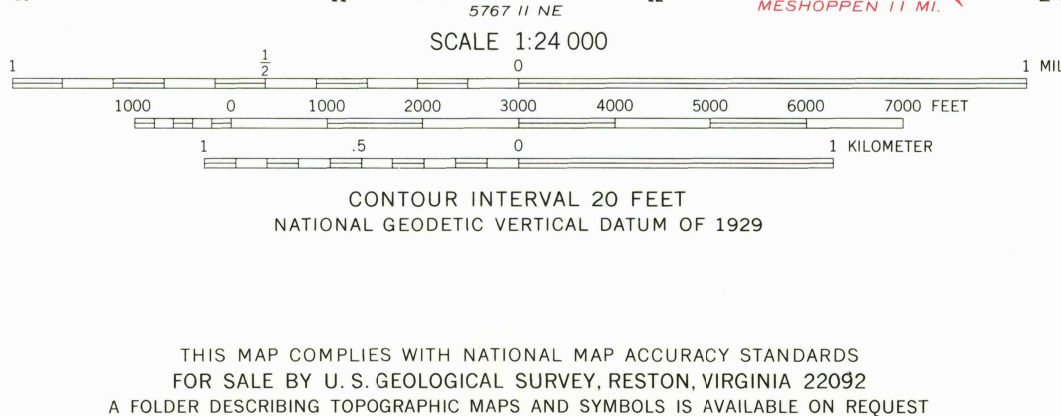 5767 II NE
MESHOPPEN 11 MI.
SCALE 1:24 000
1 1/2 0 1 MIL
1000 0 1000 2000 3000 4000 5000 6000 7000 FEET
1 .5 0 1 KILOMETER
CONTOUR INTERVAL 20 FEET
NATIONAL GEODETIC VERTICAL DATUM OF 1929
THIS MAP COMPLIES WITH NATIONAL MAP ACCURACY STANDARDS
FOR SALE BY U. S. GEOLOGICAL SURVEY, RESTON, VIRGINIA 22092
A FOLDER DESCRIBING TOPOGRAPHIC MAPS AND SYMBOLS IS AVAILABLE ON REQUEST